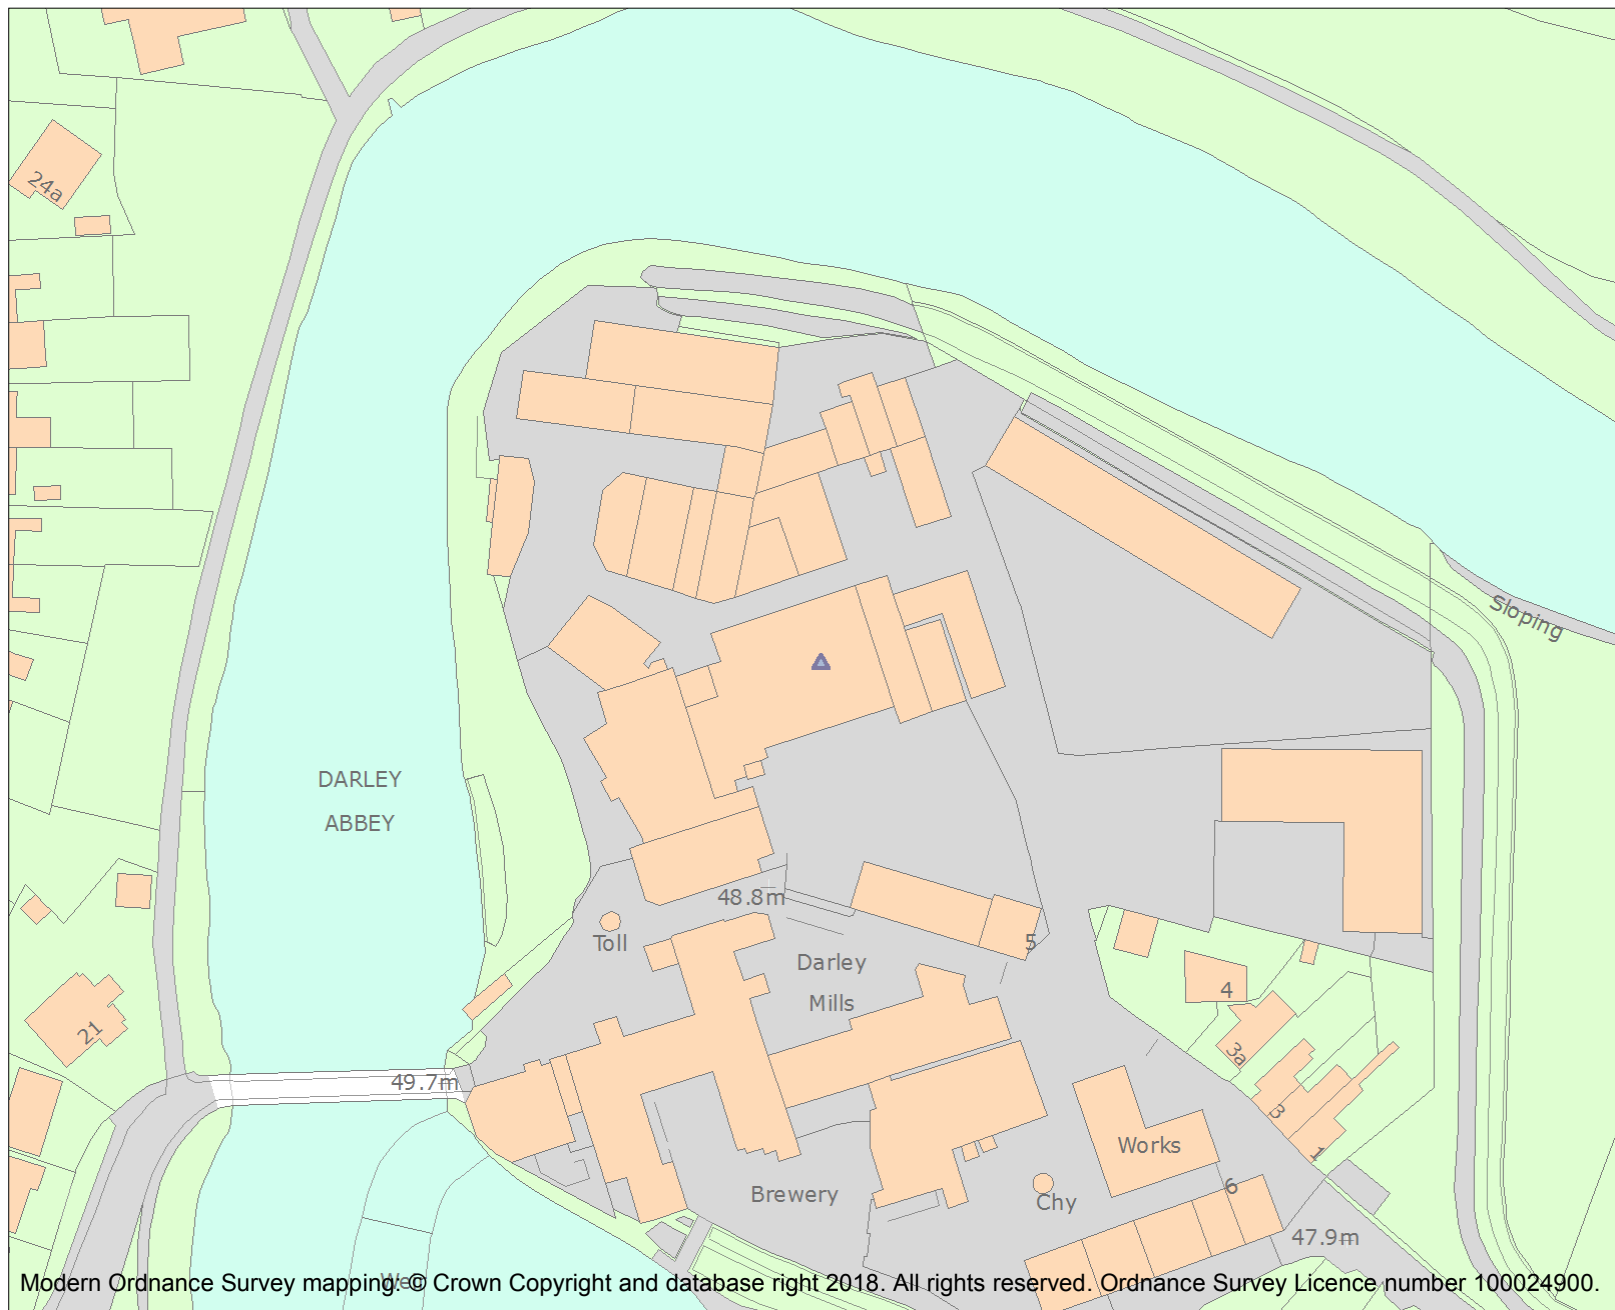 24a
Sloping
DARLEY
ABBEY
48.8m
Toll
5
Darley
Mills
4
21
3a
49.7m
3
Works
1
Brewery
6
Chy
47.9m
Modern Ordnance Survey mapping: © Crown Copyright and database right 2018. All rights reserved. Ordnance Survey Licence number 100024900.